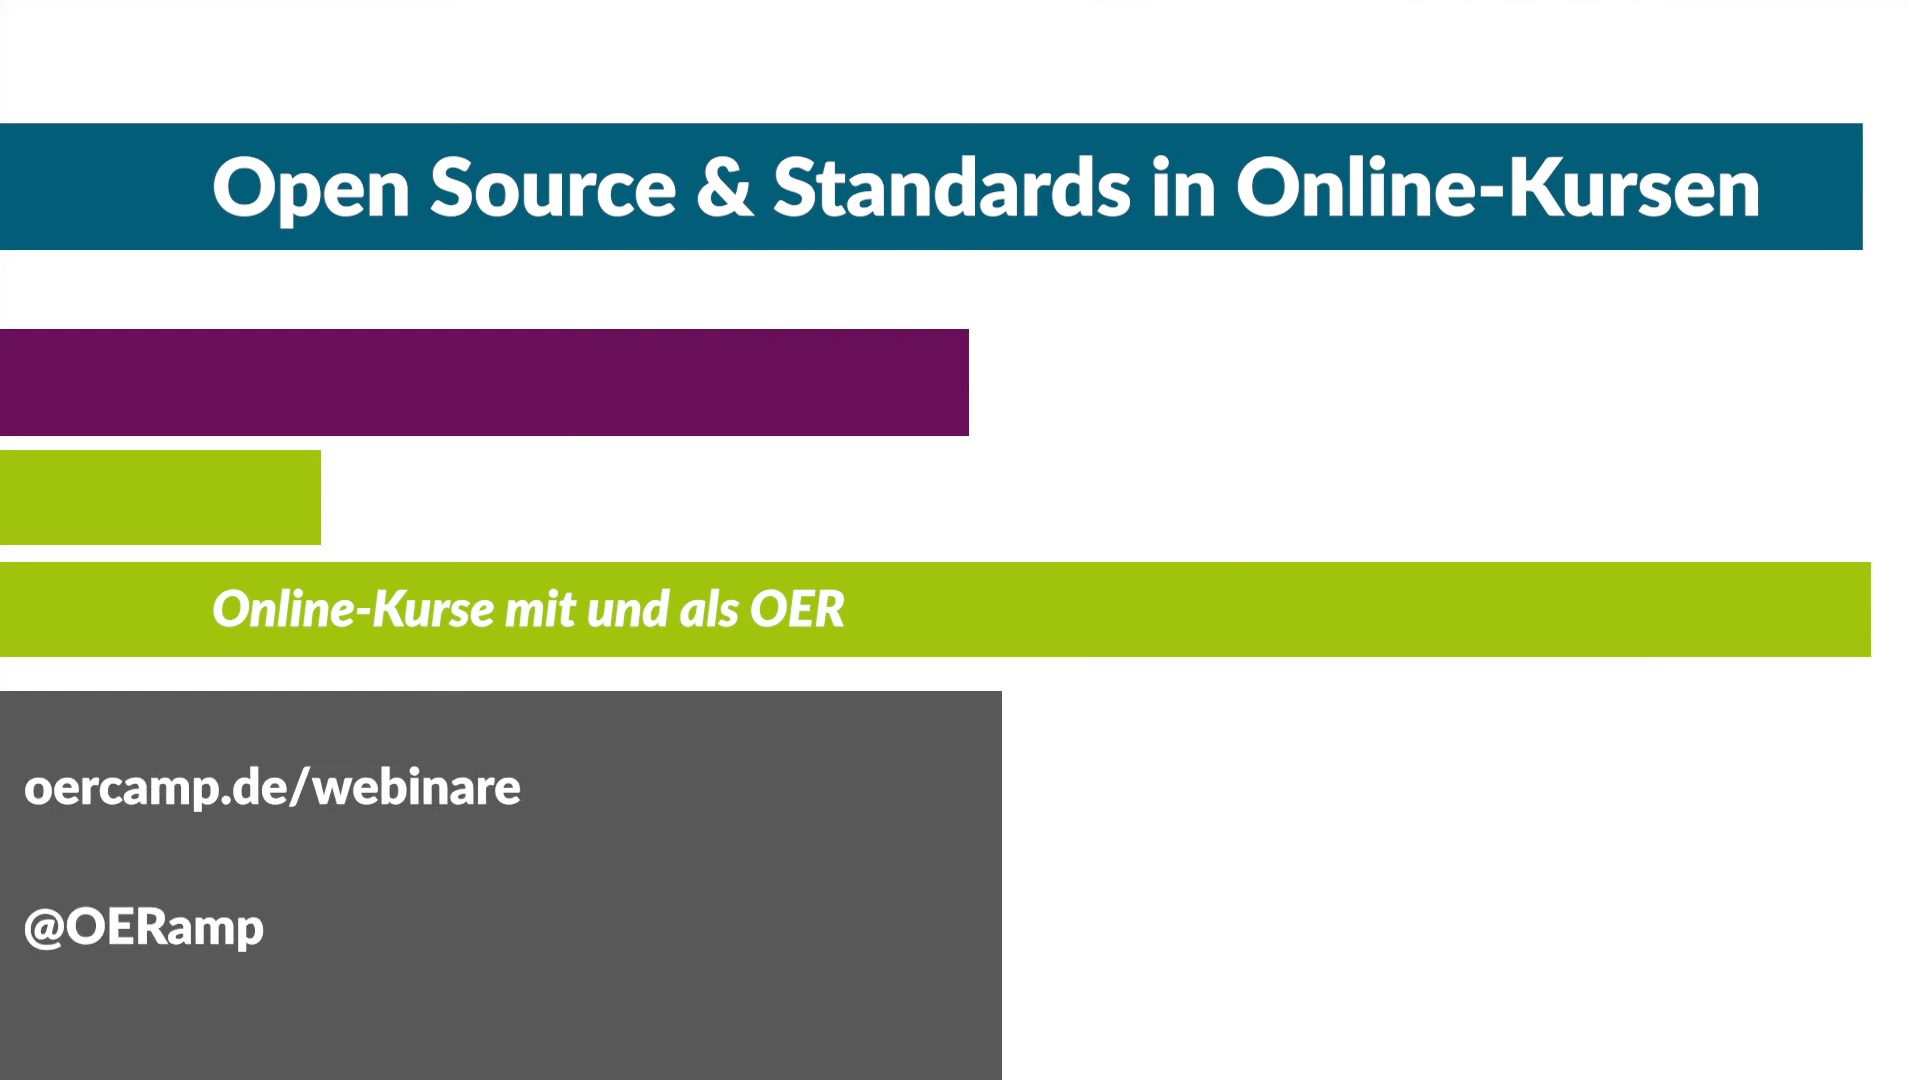 Open Source & Standards in Online-Kursen
Online-Kurse mit und als OER
oercamp.de/webinare
@OERamp